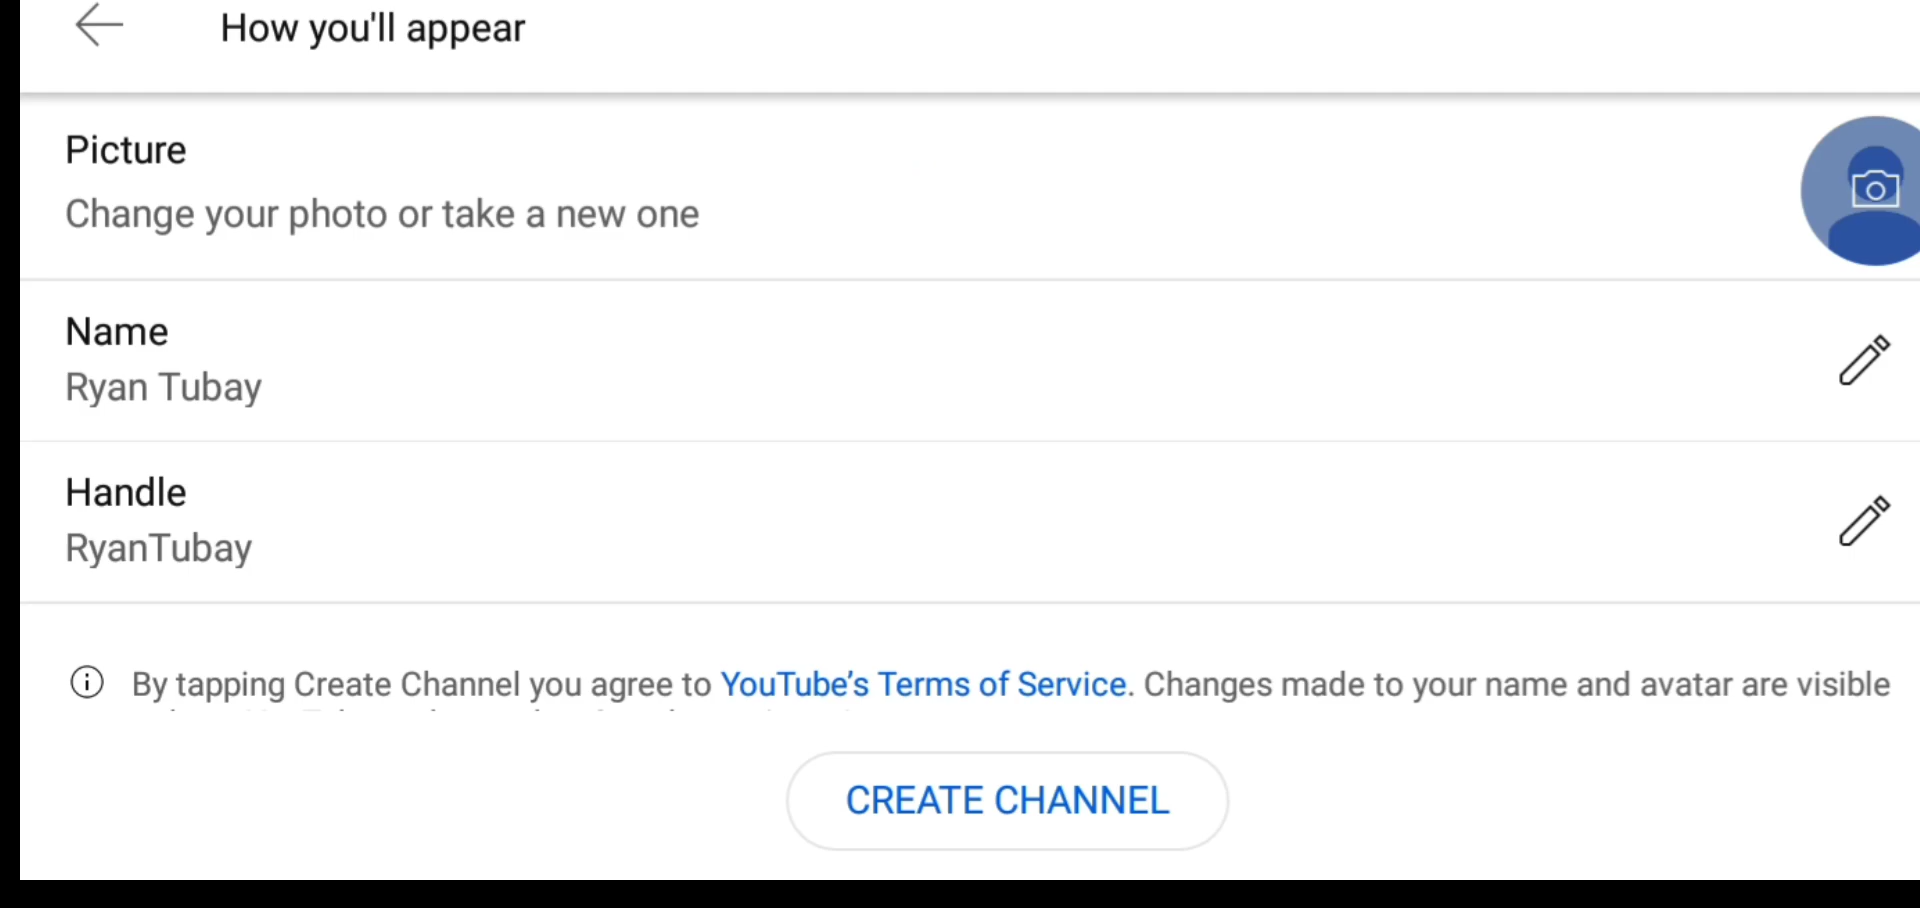 How you'll appear
Picture
Change your photo or take a new one
Name
Ryan Tubay
Handle
RyanTubay
By tapping Create Channel you agree to YouTube’s Terms of Service. Changes made to your name and avatar are visible
CREATE CHANNEL